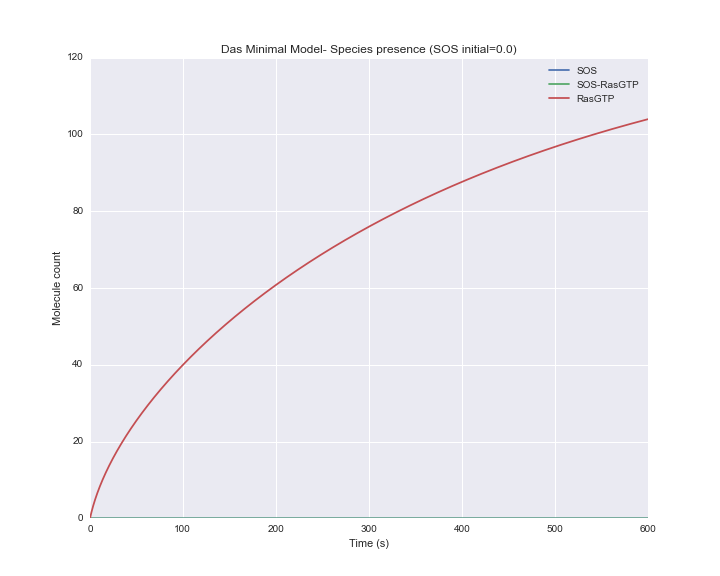 Das Minimal Model- Species presence (SOS initial=0.0)
120
100
80
60
40
20
0
Molecule count
SOS
SOS-RasGTP
RasGTP
0 100 200 300 400 500 600
Time (s)